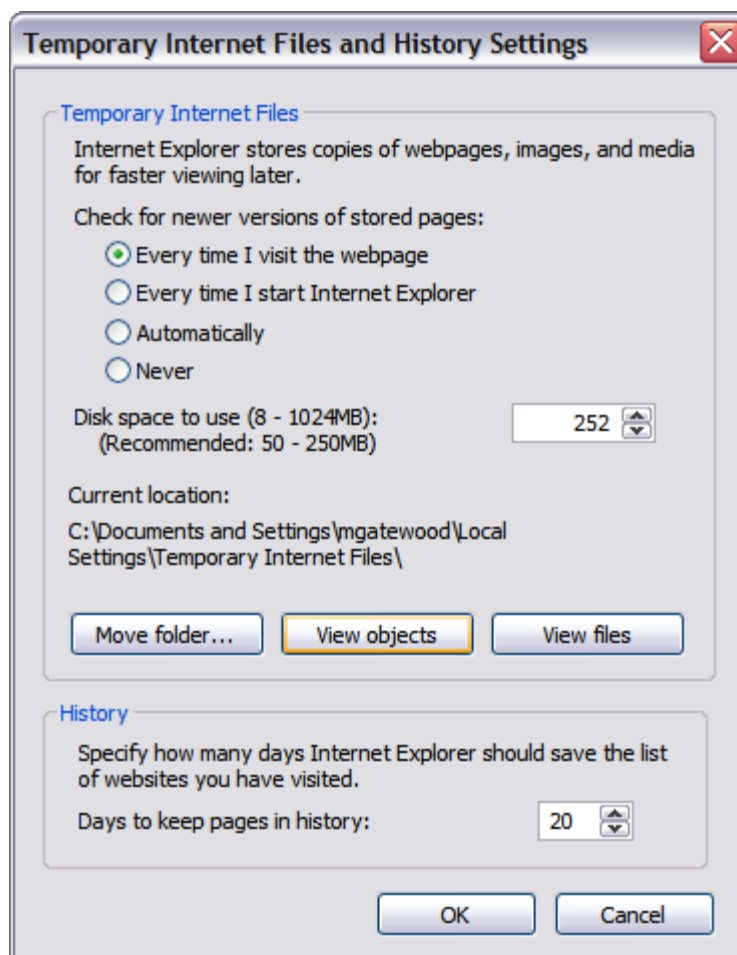 Temporary Internet Files and History Settings
Temporary Internet Files
Internet Explorer stores copies of webpages, images, and media
for faster viewing later.
Check for newer versions of stored pages:
Every time I visit the webpage
Every time I start Internet Explorer
Automatically
Never
Disk space to use (8 - 1024MB):
252
(Recommended: 50 - 250MB)
Current location:
C:\Documents and Settings\mgatewood\Local
Settings\Temporary Internet Files\
Move folder... View objects View files
History
Specify how many days Internet Explorer should save the list
of websites you have visited.
Days to keep pages in history: 20
OK Cancel